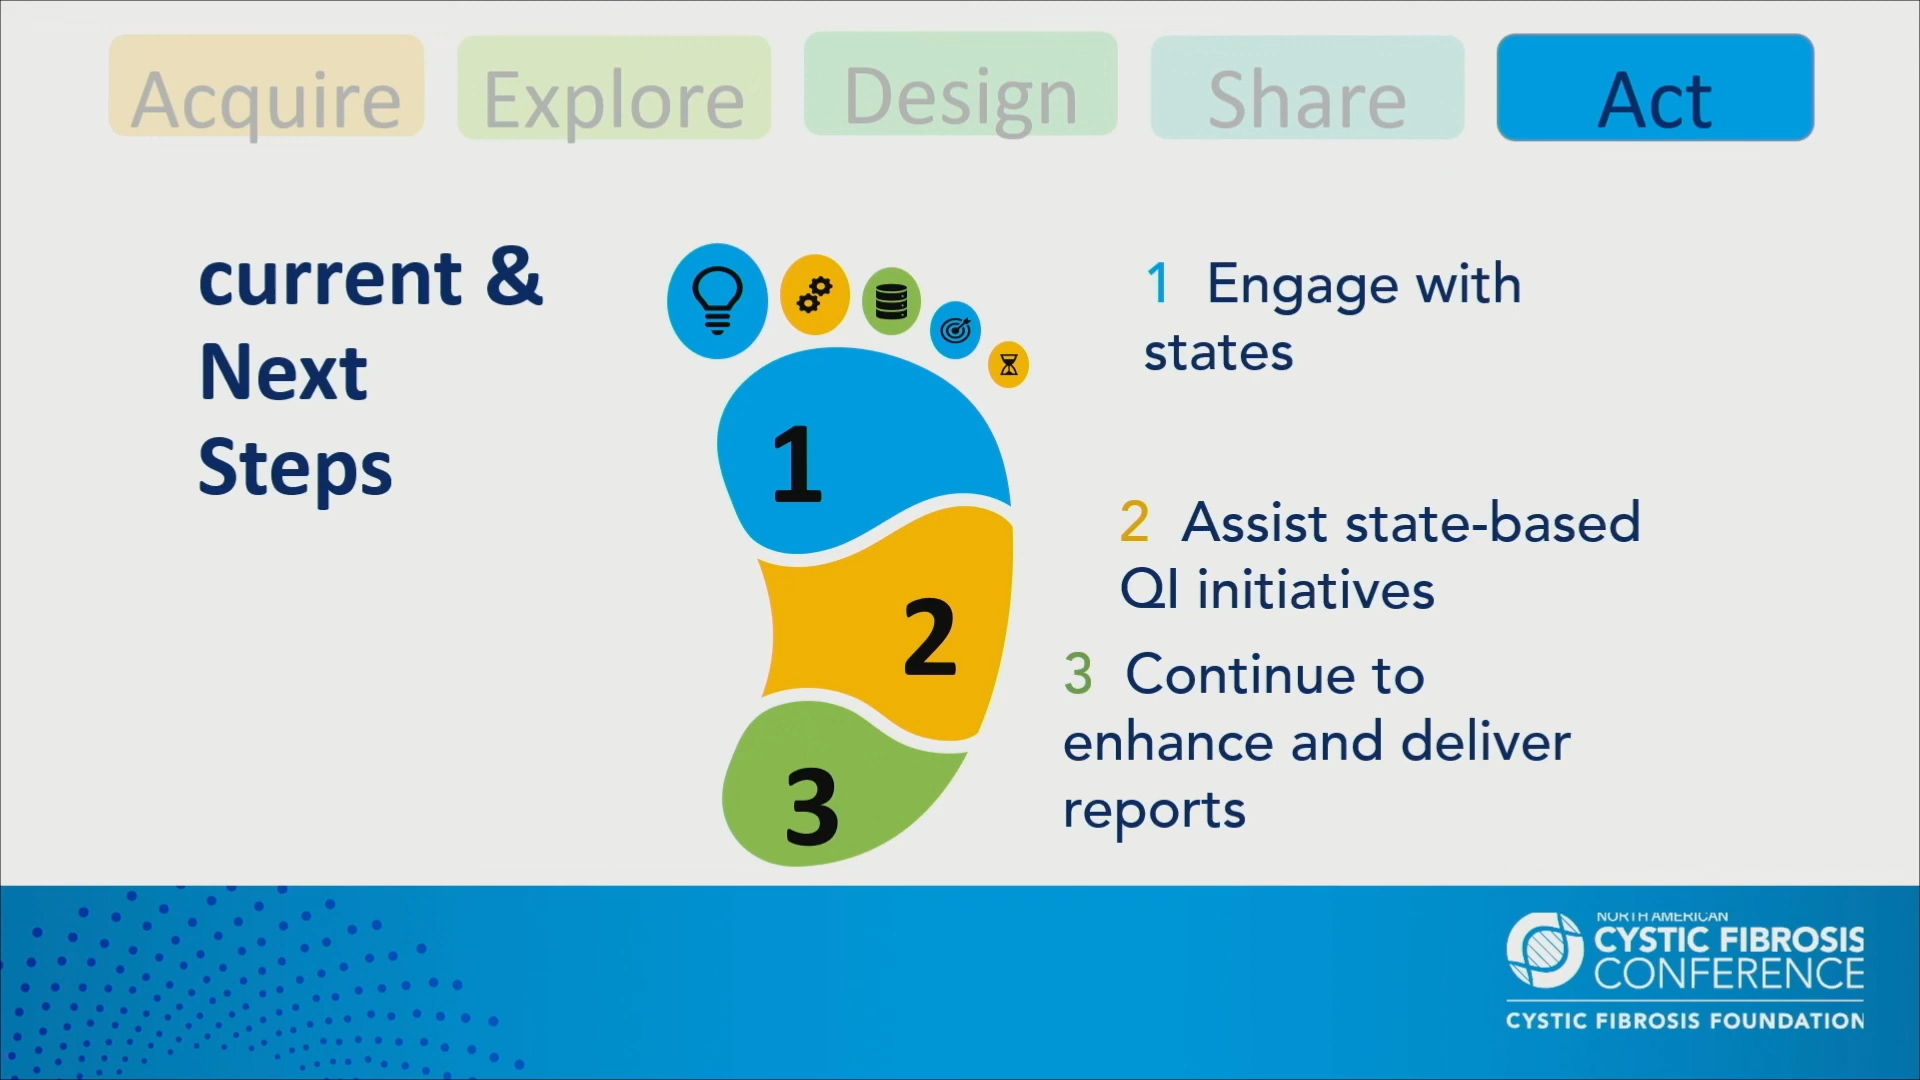 Acquire
Explore
Design
Share
Act
current &
Next
Steps
1
2
3
1 Engage with
states
2 Assist state-based
QI initiatives
3 Continue to
enhance and deliver
reports
NORTH AMERICAN
CYSTIC FIBROSIS
CONFERENCE
CYSTIC FIBROSIS FOUNDATION